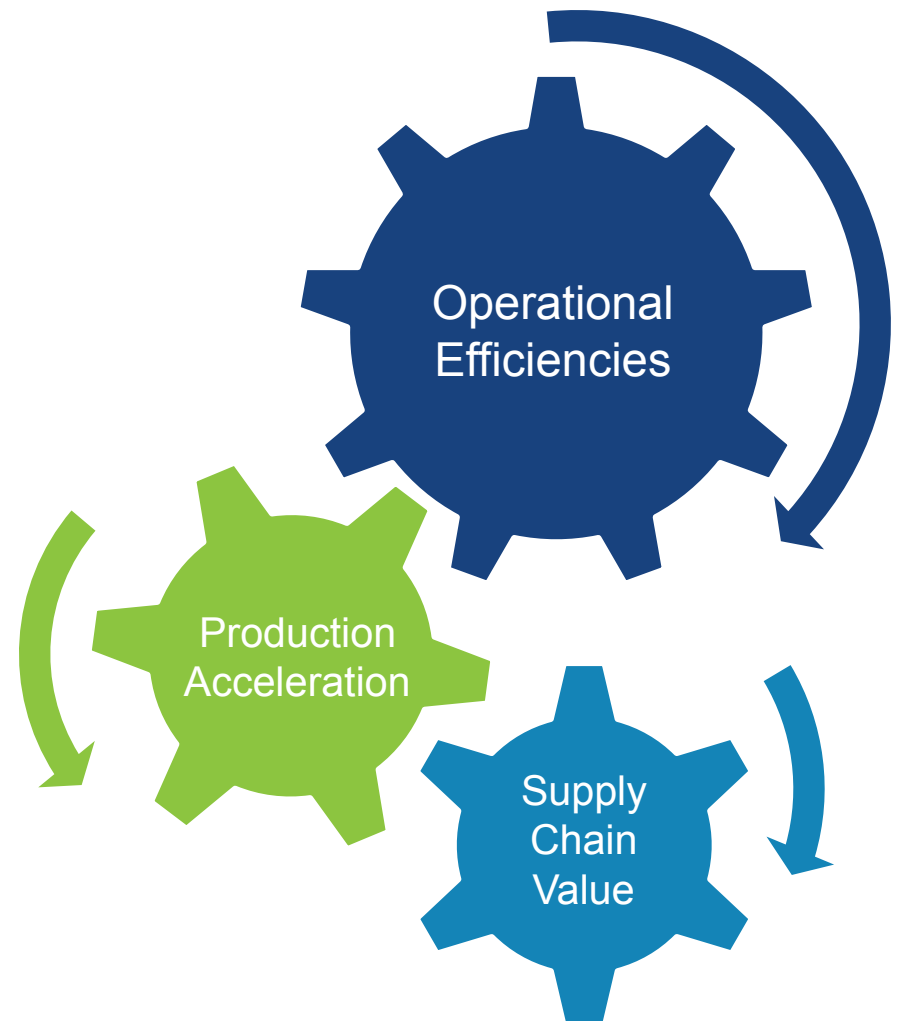 Operational
Efficiencies
Production
Acceleration
Supply
Chain
Value